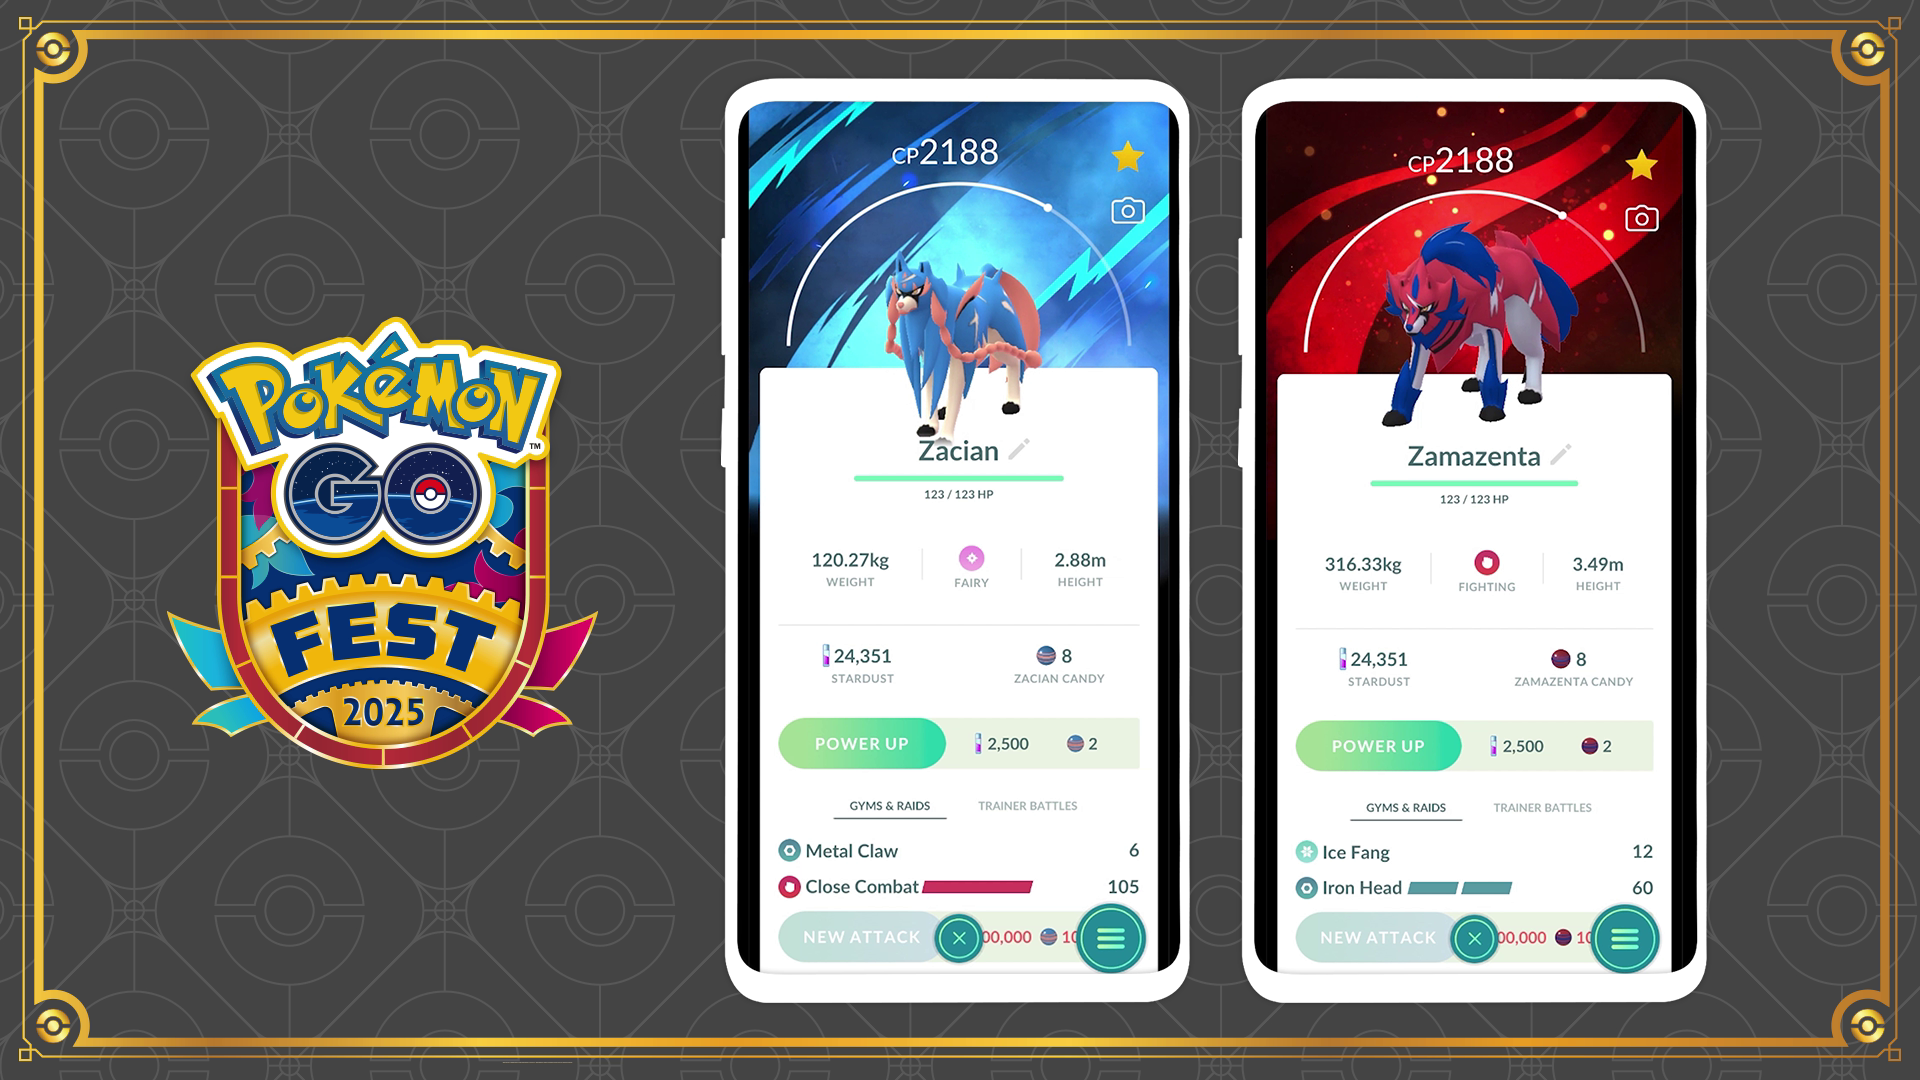 POKéMON
™
GO
FEST
2025
CP2188
Zacian
123 / 123 HP
120.27kg
WEIGHT
FAIRY
2.88m
HEIGHT
24,351
STARDUST
8
ZACIAN CANDY
POWER UP
2,500
2
GYMS & RAIDS
TRAINER BATTLES
Metal Claw 6
Close Combat 105
NEW ATTACK
CP2188
Zamazenta
123 / 123 HP
316.33kg
WEIGHT
FIGHTING
3.49m
HEIGHT
24,351
STARDUST
8
ZAMAZENTA CANDY
POWER UP
2,500
2
GYMS & RAIDS
TRAINER BATTLES
Ice Fang 12
Iron Head 60
NEW ATTACK